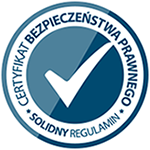 CERTYFIKAT BEZPIECZEŃSTWA PRAWNEGO
• SOLIDNY REGULAMIN •